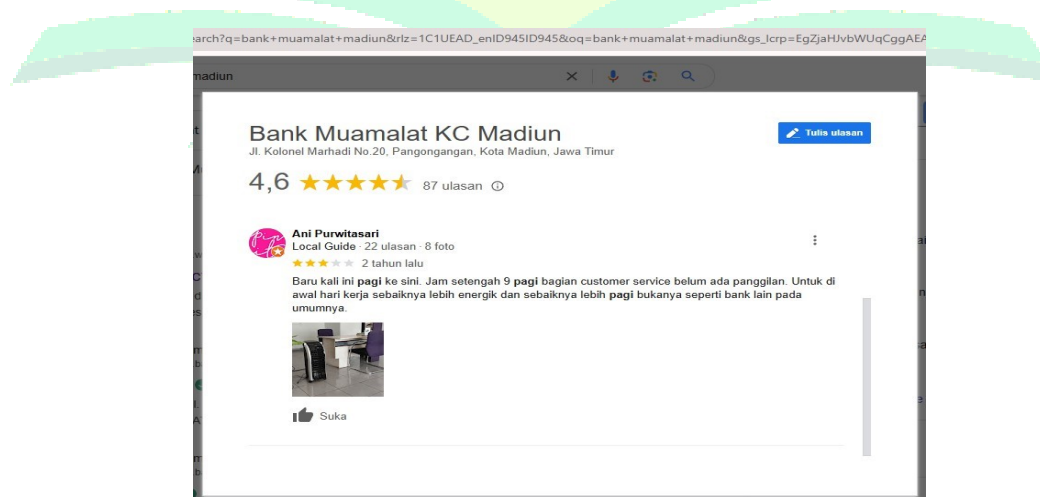 arch?q=bank+muamalat+madiun&rlz=1C1UEAD_enID945ID945&oq=bank+muamalat+madiun&gs_lcrp=EgZjaHJvbWUqCggAEA
madiun
Bank Muamalat KC Madiun
Tulis ulasan
Jl. Kolonel Marhadi No.20, Pangongangan, Kota Madiun, Jawa Timur
4,6 87 ulasan
Ani Purwitasari
Local Guide · 22 ulasan · 8 foto
2 tahun lalu
Baru kali ini pagi ke sini. Jam setengah 9 pagi bagian customer service belum ada panggilan. Untuk di
awal hari kerja sebaiknya lebih energik dan sebaiknya lebih pagi bukanya seperti bank lain pada
umumnya.
Suka